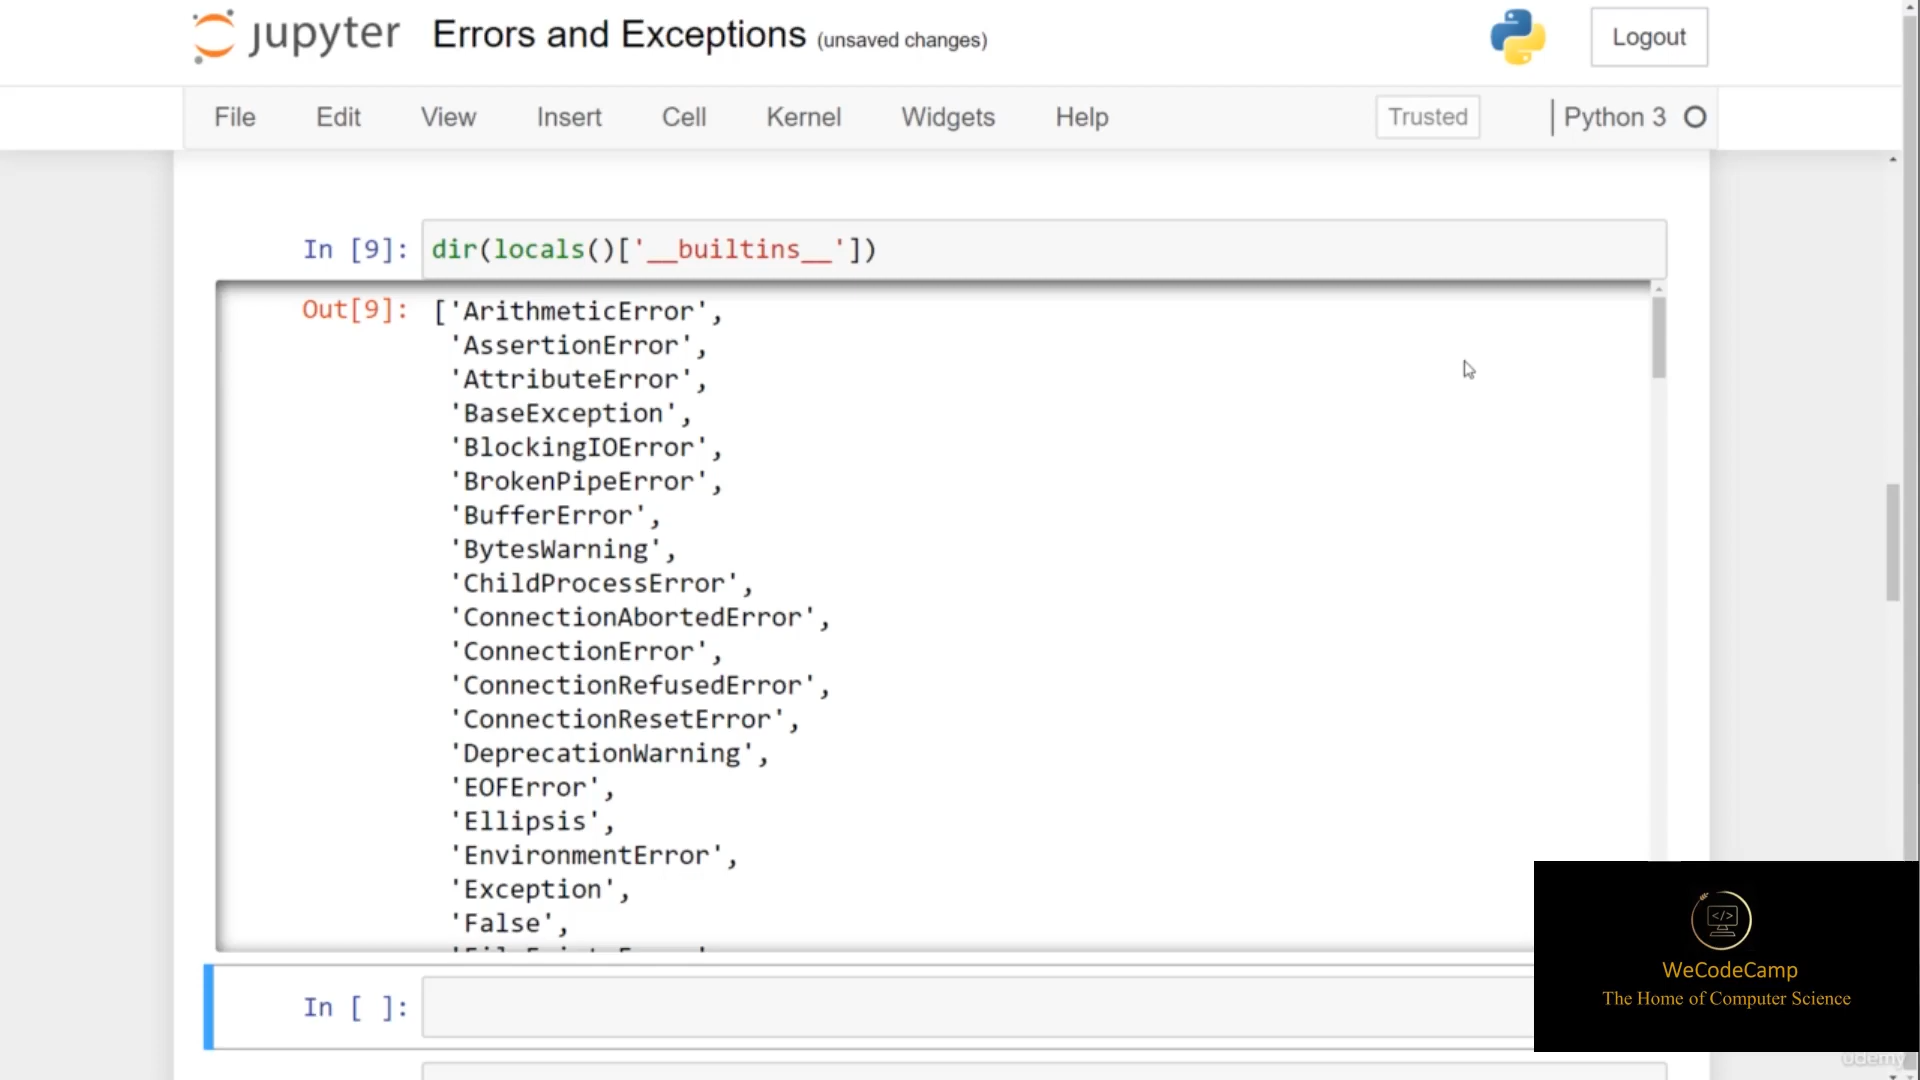 jupyter Errors and Exceptions (unsaved changes) Logout
File Edit View Insert Cell Kernel Widgets Help Trusted Python 3
In [9]: dir(locals()['__builtins__'])
Out[9]: ['ArithmeticError',
'AssertionError',
'AttributeError',
'BaseException',
'BlockingIOError',
'BrokenPipeError',
'BufferError',
'BytesWarning',
'ChildProcessError',
'ConnectionAbortedError',
'ConnectionError',
'ConnectionRefusedError',
'ConnectionResetError',
'DeprecationWarning',
'EOFError',
'Ellipsis',
'EnvironmentError',
'Exception',
'False',
In [ ]:
</>
WeCodeCamp
The Home of Computer Science
udemy